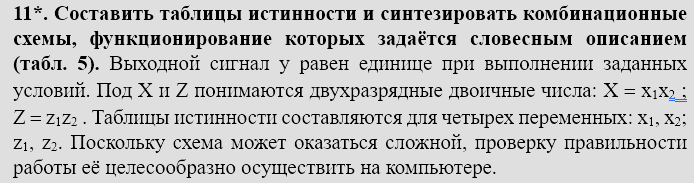 11*. Составить таблицы истинности и синтезировать комбинационные
схемы, функционирование которых задаётся словесным описанием
(табл. 5). Выходной сигнал у равен единице при выполнении заданных
условий. Под X и Z понимаются двухразрядные двоичные числа: X = x₁x₂ ;
Z = z₁z₂ . Таблицы истинности составляются для четырех переменных: x₁, x₂;
z₁, z₂. Поскольку схема может оказаться сложной, проверку правильности
работы её целесообразно осуществить на компьютере.